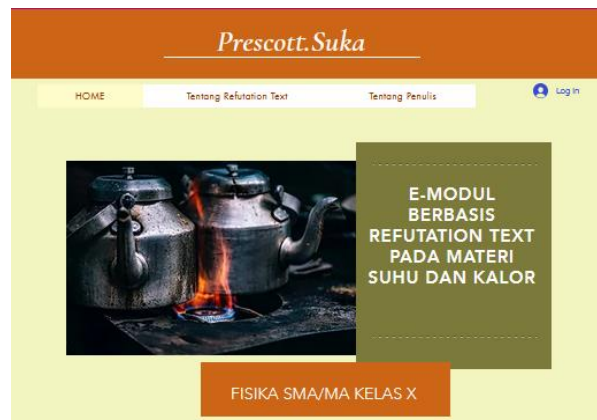 Prescott.Suka
HOME Tentang Refutation Text Tentang Penulis Log In
E-MODUL
BERBASIS
REFUTATION TEXT
PADA MATERI
SUHU DAN KALOR
FISIKA SMA/MA KELAS X